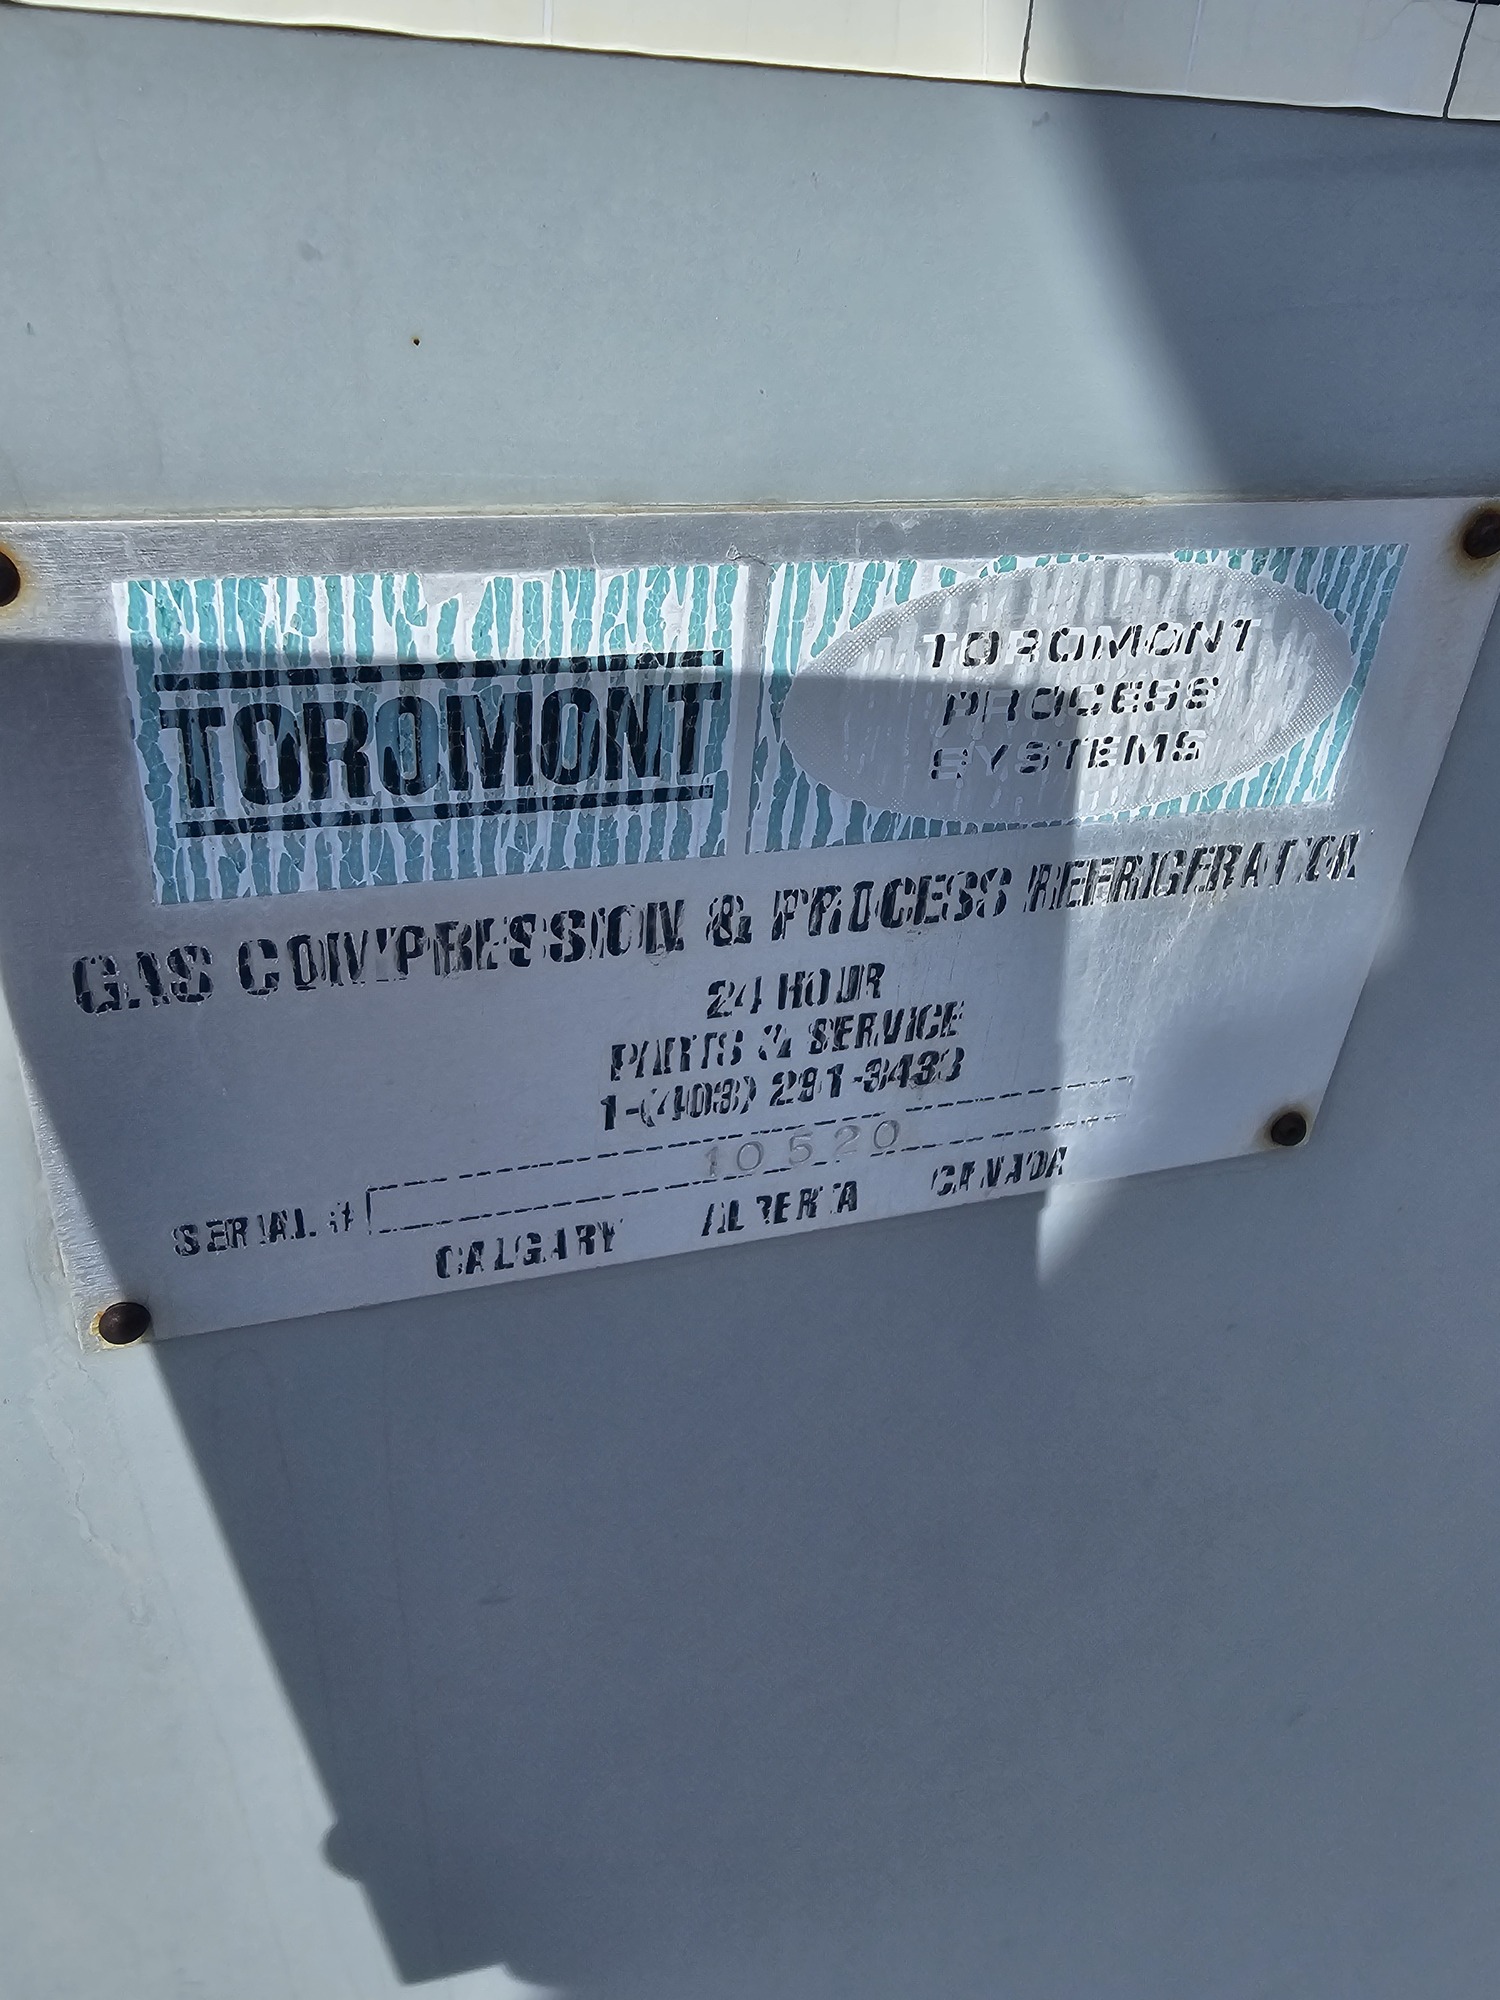 TOROMONT
TOROMONT
PROCESS
SYSTEMS
GAS COMPRESSION & PROCESS REFRIGERATION
24 HOUR
PARTS & SERVICE
1-(403) 291-3433
SERIAL # 10520
CALGARY ALBERTA CANADA